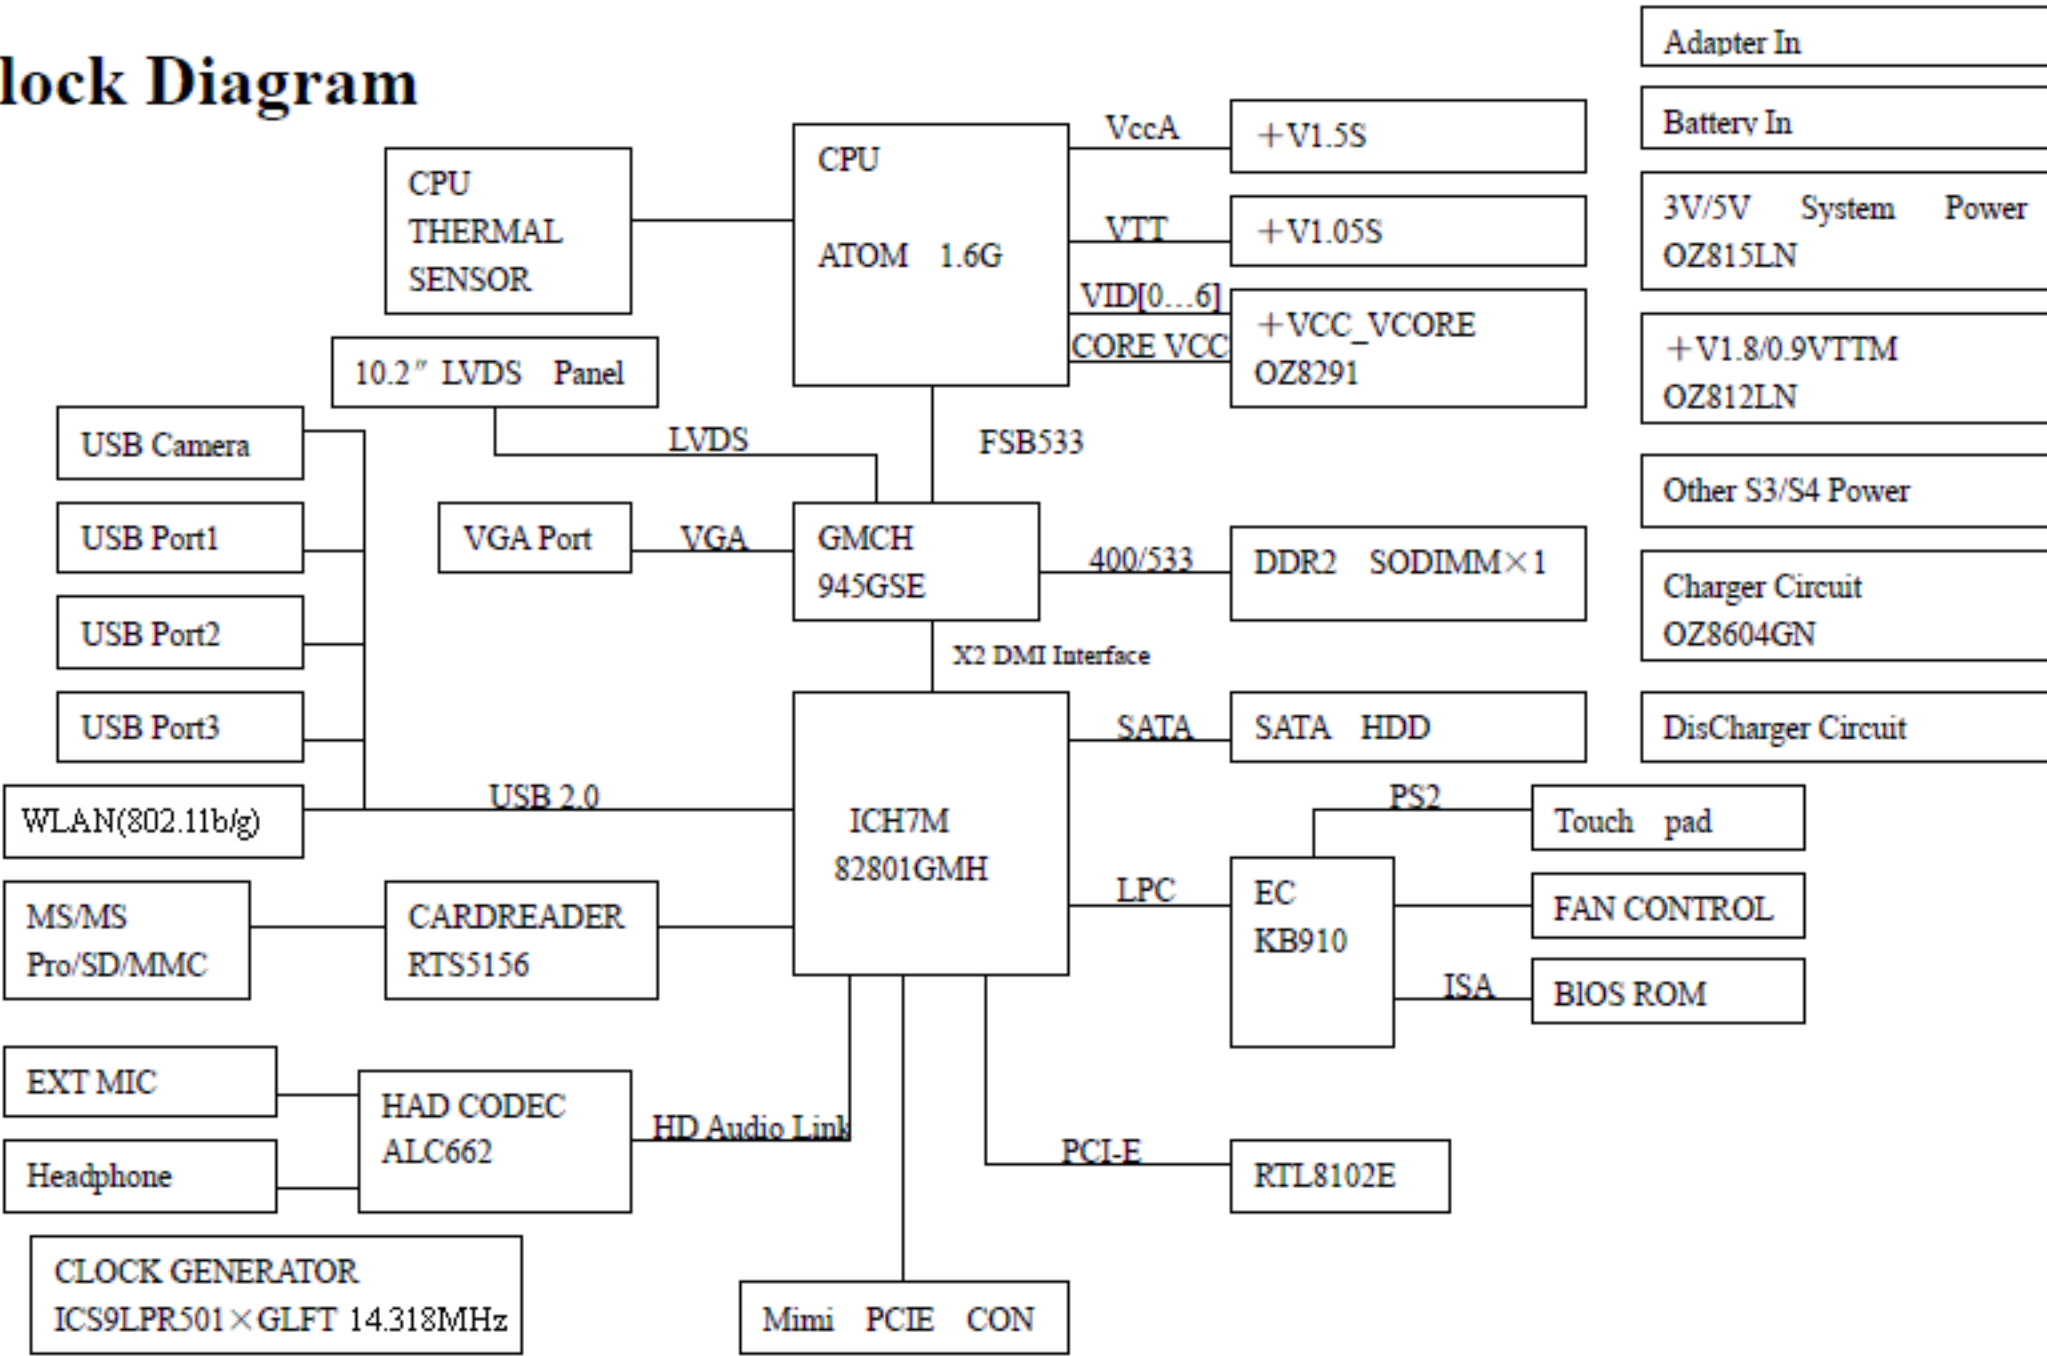 lock Diagram
Adapter In
Battery In
3V/5V System Power
OZ815LN
+V1.8/0.9VTTM
OZ812LN
Other S3/S4 Power
Charger Circuit
OZ8604GN
DisCharger Circuit
CPU
ATOM 1.6G
VccA
+V1.5S
VTT
+V1.05S
VID[0...6]
CORE VCC
+VCC_VCORE
OZ8291
CPU
THERMAL
SENSOR
10.2" LVDS Panel
LVDS
FSB533
USB Camera
USB Port1
USB Port2
USB Port3
WLAN(802.11b/g)
USB 2.0
VGA Port
VGA
GMCH
945GSE
400/533
DDR2 SODIMM×1
X2 DMI Interface
ICH7M
82801GMH
SATA
SATA HDD
PS2
Touch pad
LPC
EC
KB910
FAN CONTROL
ISA
BlOS ROM
MS/MS
Pro/SD/MMC
CARDREADER
RTS5156
EXT MIC
Headphone
HAD CODEC
ALC662
HD Audio Link
PCI-E
RTL8102E
CLOCK GENERATOR
ICS9LPR501×GLFT 14.318MHz
Mimi PCIE CON